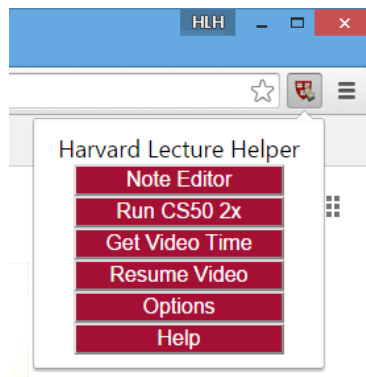 HLH
Harvard Lecture Helper
Note Editor
Run CS50 2x
Get Video Time
Resume Video
Options
Help